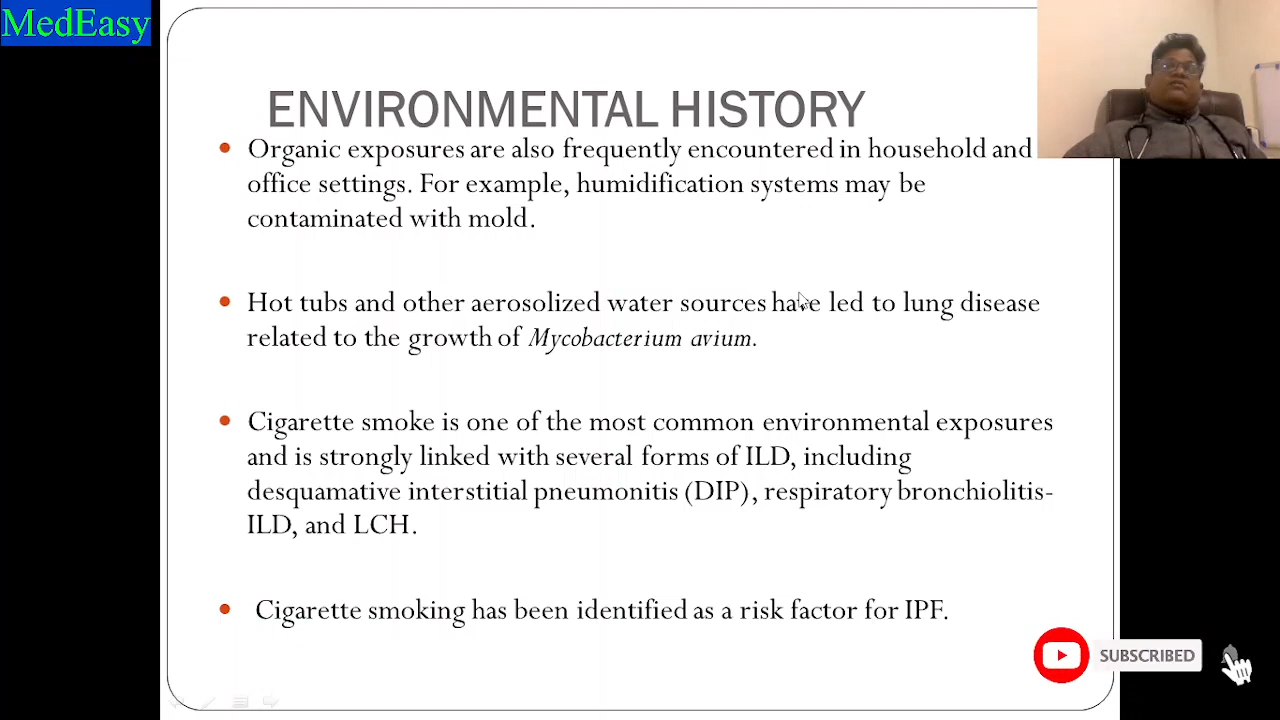 MedEasy
ENVIRONMENTAL HISTORY
• Organic exposures are also frequently encountered in household and
office settings. For example, humidification systems may be
contaminated with mold.
• Hot tubs and other aerosolized water sources have led to lung disease
related to the growth of Mycobacterium avium.
• Cigarette smoke is one of the most common environmental exposures
and is strongly linked with several forms of ILD, including
desquamative interstitial pneumonitis (DIP), respiratory bronchiolitis-
ILD, and LCH.
• Cigarette smoking has been identified as a risk factor for IPF.
SUBSCRIBED